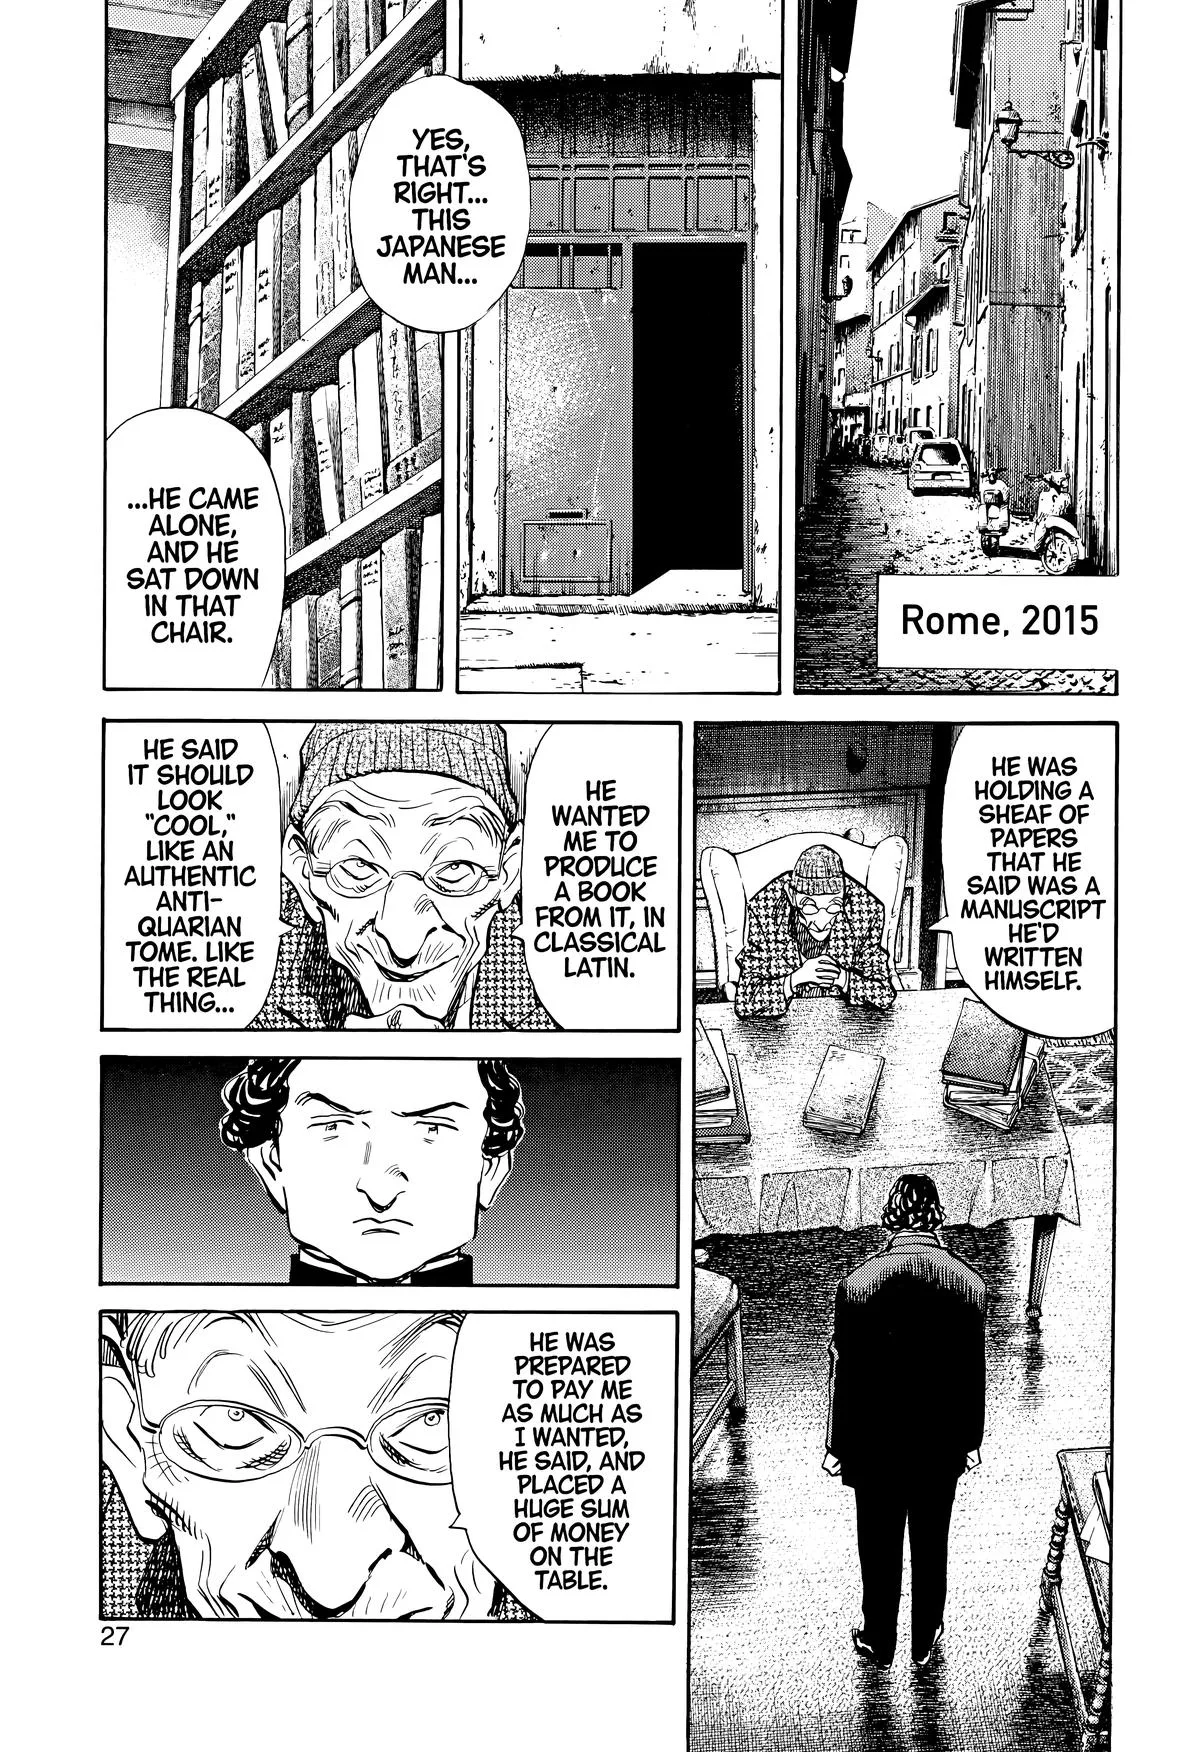 Rome, 2015
YES,
THAT'S
RIGHT...
THIS
JAPANESE
MAN...
...HE CAME
ALONE,
AND HE
SAT DOWN
IN THAT
CHAIR.
HE WAS
HOLDING A
SHEAF OF
PAPERS
THAT HE
SAID WAS A
MANUSCRIPT
HE'D
WRITTEN
HIMSELF.
HE
WANTED
ME TO
PRODUCE
A BOOK
FROM IT, IN
CLASSICAL
LATIN.
HE SAID
IT SHOULD
LOOK
"COOL,"
LIKE AN
AUTHENTIC
ANTI-
QUARIAN
TOME. LIKE
THE REAL
THING...
HE WAS
PREPARED
TO PAY ME
AS MUCH AS
I WANTED,
HE SAID, AND
PLACED A
HUGE SUM
OF MONEY
ON THE
TABLE.
27